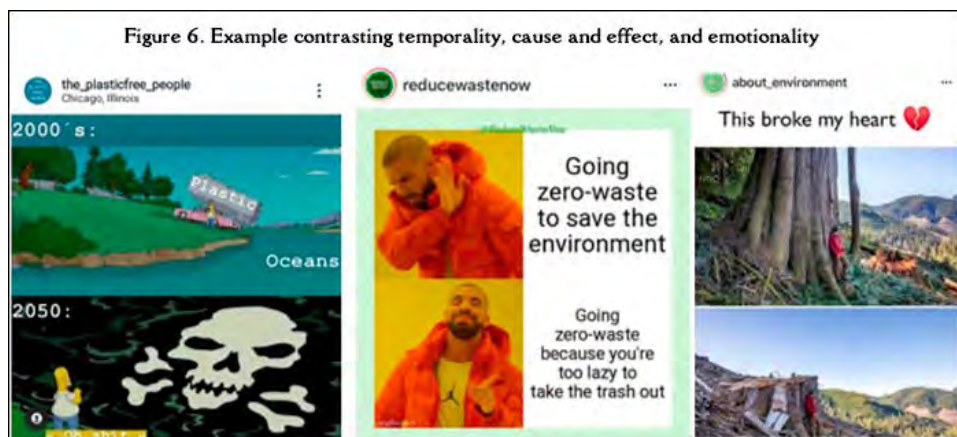 Figure 6. Example contrasting temporality, cause and effect, and emotionality
the_plasticfree_people
Chicago, Illinois
2000´s:
Plastic
Oceans
2050:
reducewastenow
Going
zero-waste
to save the
environment
Going
zero-waste
because you're
too lazy to
take the trash out
about_environment
This broke my heart 💔